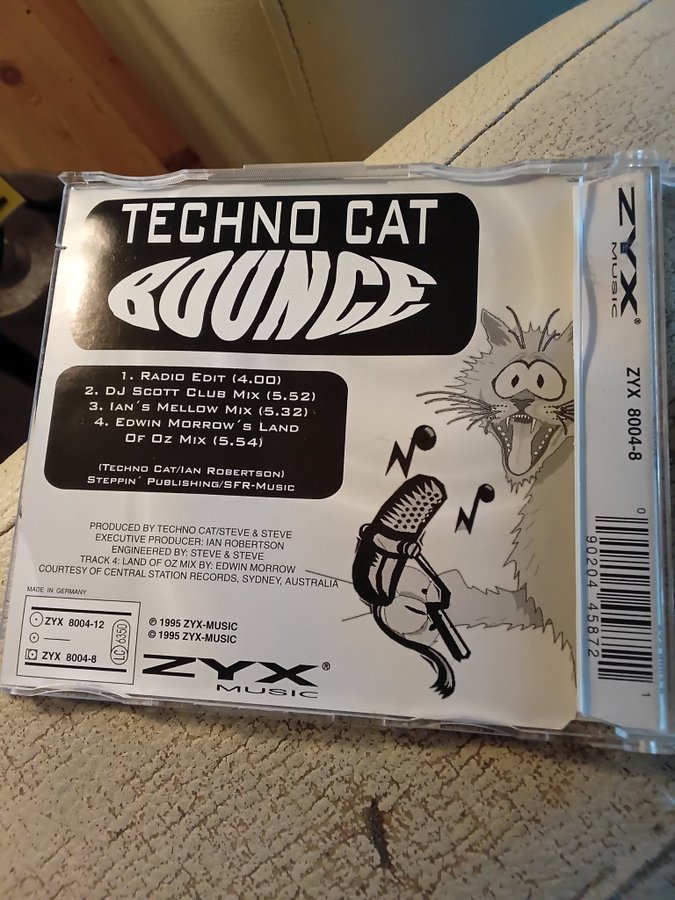 TECHNO CAT
BOUNCE
1. RADIO EDIT (4.00)
2. DJ SCOTT CLUB MIX (5.52)
3. IAN´S MELLOW MIX (5.32)
4. EDWIN MORROW´S LAND
OF OZ MIX (5.54)
(TECHNO CAT/IAN ROBERTSON)
STEPPIN´ PUBLISHING/SFR-MUSIC
PRODUCED BY TECHNO CAT/STEVE & STEVE
EXECUTIVE PRODUCER: IAN ROBERTSON
ENGINEERED BY: STEVE & STEVE
TRACK 4: LAND OF OZ MIX BY: EDWIN MORROW
COURTESY OF CENTRAL STATION RECORDS, SYDNEY, AUSTRALIA
MADE IN GERMANY
ZYX 8004-12
ZYX 8004-8
LC 6350
℗ 1995 ZYX-MUSIC
© 1995 ZYX-MUSIC
ZYX®
MUSIC
ZYX®
MUSIC
ZYX 8004-8
0 90204 45872 1